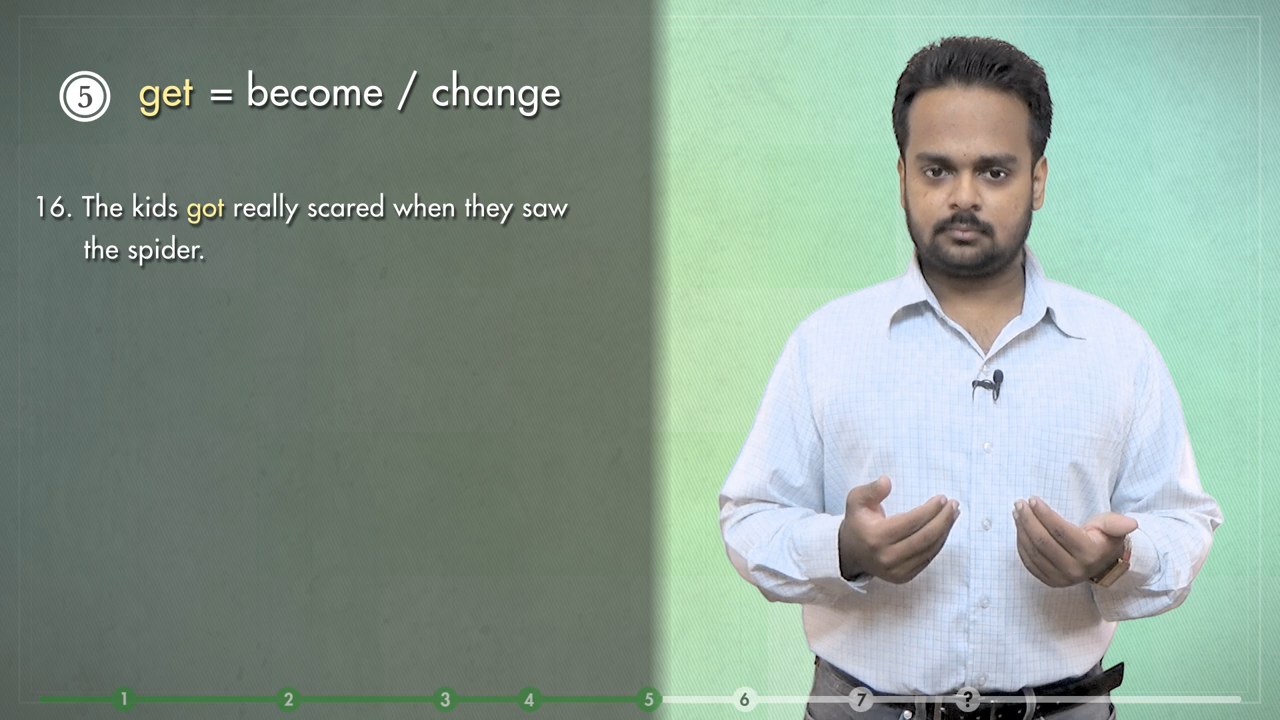 5 get = become / change
16. The kids got really scared when they saw
the spider.
1 2 3 4 5 6 7 ?